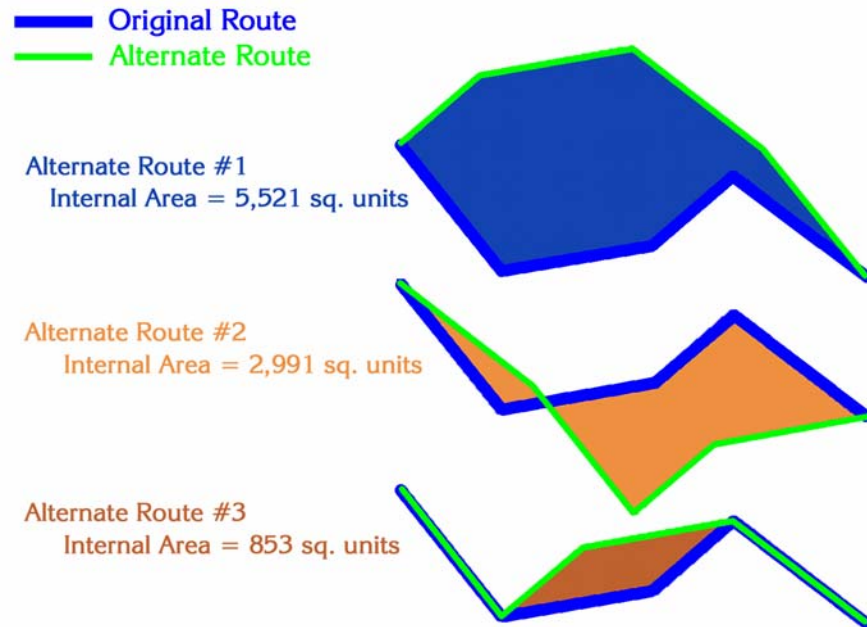 Original Route
Alternate Route
Alternate Route #1
Internal Area = 5,521 sq. units
Alternate Route #2
Internal Area = 2,991 sq. units
Alternate Route #3
Internal Area = 853 sq. units